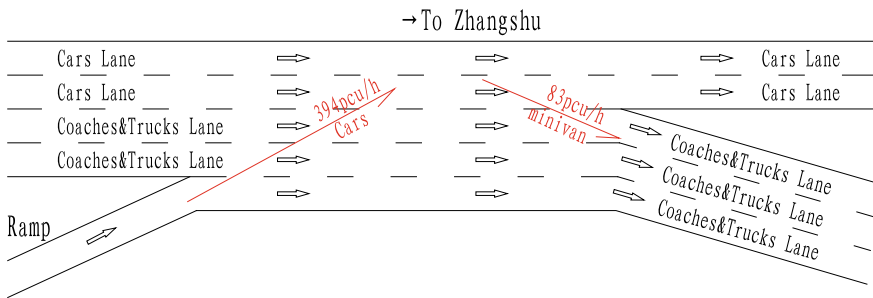 →To Zhangshu
Cars Lane
Cars Lane
Cars Lane
Cars Lane
394pcu/h
Cars
83pcu/h
minivan
Coaches&Trucks Lane
Coaches&Trucks Lane
Coaches&Trucks Lane
Coaches&Trucks Lane
Coaches&Trucks Lane
Ramp